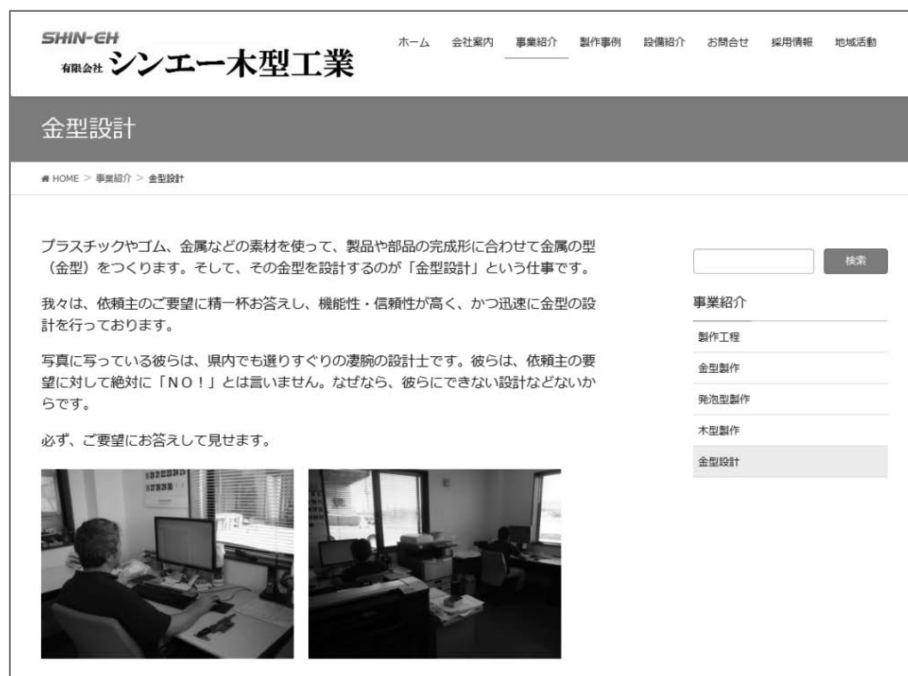 SHIN-EH
有限会社 シンエー木型工業
ホーム 会社案内 事業紹介 製作事例 設備紹介 お問合せ 採用情報 地域活動
金型設計
HOME > 事業紹介 > 金型設計
プラスチックやゴム、金属などの素材を使って、製品や部品の完成形に合わせて金属の型
（金型）をつくります。そして、その金型を設計するのが「金型設計」という仕事です。
我々は、依頼主のご要望に精一杯お答えし、機能性・信頼性が高く、かつ迅速に金型の設
計を行っております。
写真に写っている彼らは、県内でも選りすぐりの凄腕の設計士です。彼らは、依頼主の要
望に対して絶対に「ＮＯ！」とは言いません。なぜなら、彼らにできない設計などないか
らです。
必ず、ご要望にお答えして見せます。
検索
事業紹介
製作工程
金型製作
発泡型製作
木型製作
金型設計